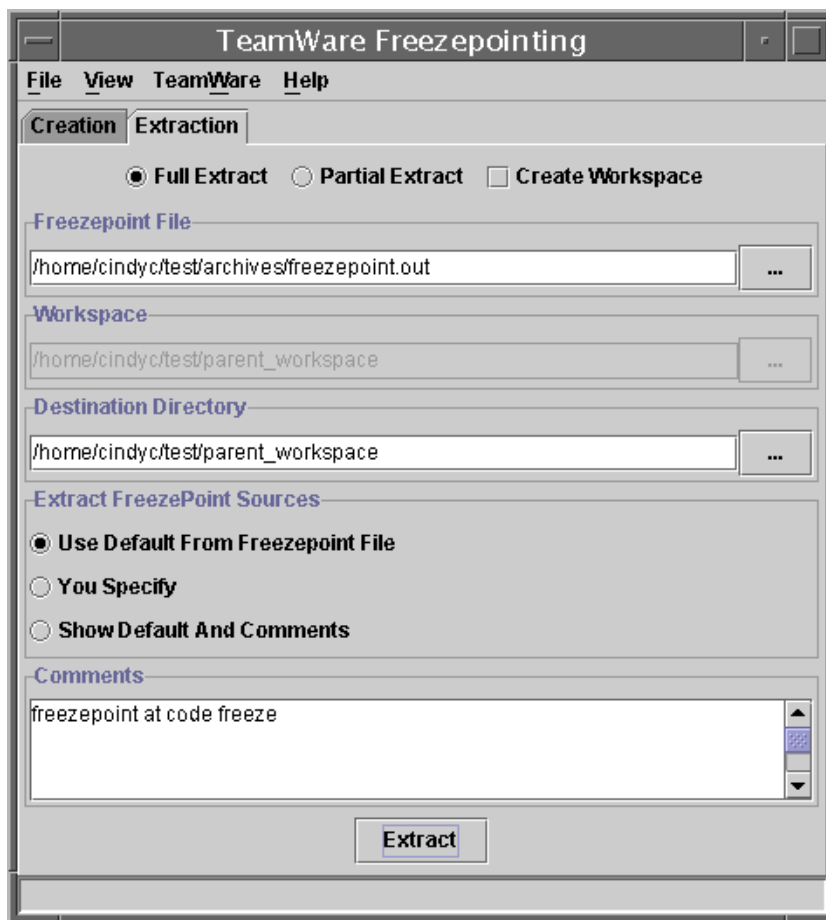 TeamWare Freezepointing
File View TeamWare Help
Creation Extraction
Full Extract Partial Extract Create Workspace
Freezepoint File
/home/cindyc/test/archives/freezepoint.out ...
Workspace
/home/cindyc/test/parent_workspace ...
Destination Directory
/home/cindyc/test/parent_workspace ...
Extract FreezePoint Sources
Use Default From Freezepoint File
You Specify
Show Default And Comments
Comments
freezepoint at code freeze
Extract